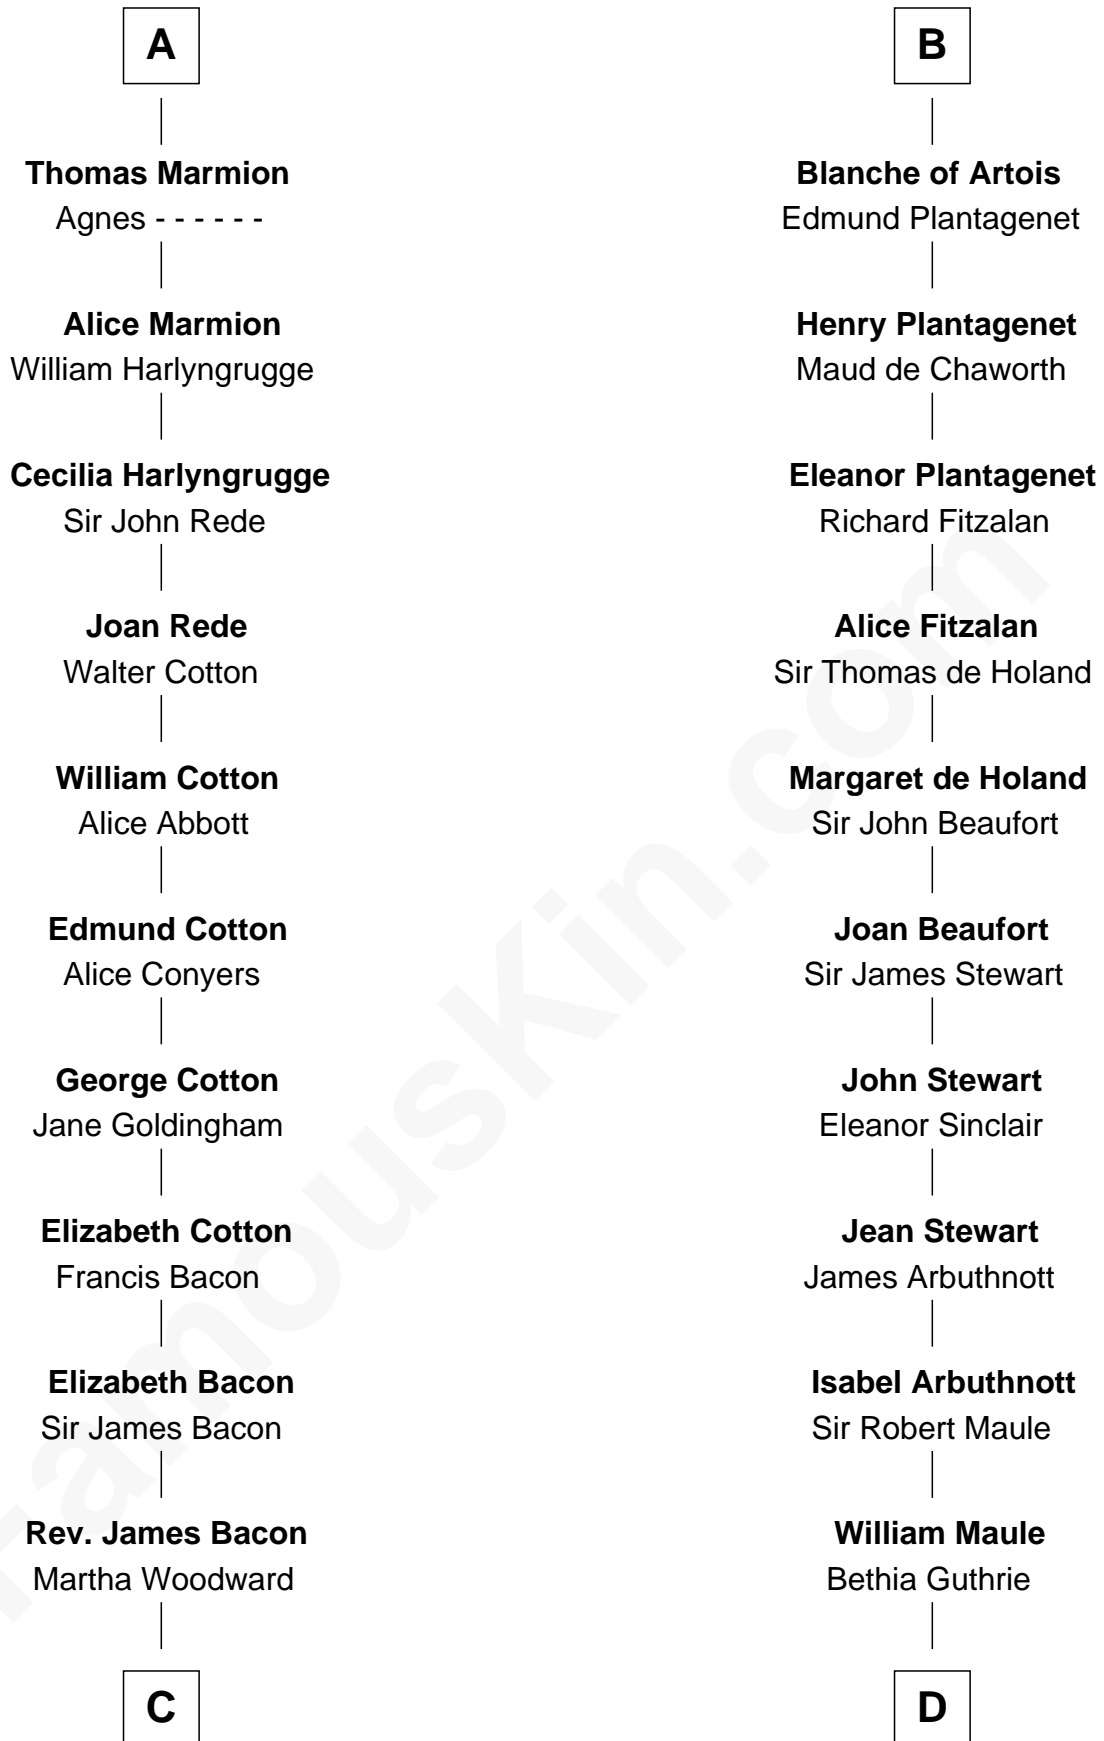 A
Thomas Marmion
Agnes - - - - - -
Alice Marmion
William Harlyngrugge
Cecilia Harlyngrugge
Sir John Rede
Joan Rede
Walter Cotton
William Cotton
Alice Abbott
Edmund Cotton
Alice Conyers
George Cotton
Jane Goldingham
Elizabeth Cotton
Francis Bacon
Elizabeth Bacon
Sir James Bacon
Rev. James Bacon
Martha Woodward
C
B
Blanche of Artois
Edmund Plantagenet
Henry Plantagenet
Maud de Chaworth
Eleanor Plantagenet
Richard Fitzalan
Alice Fitzalan
Sir Thomas de Holand
Margaret de Holand
Sir John Beaufort
Joan Beaufort
Sir James Stewart
John Stewart
Eleanor Sinclair
Jean Stewart
James Arbuthnott
Isabel Arbuthnott
Sir Robert Maule
William Maule
Bethia Guthrie
D
FamousKin.com